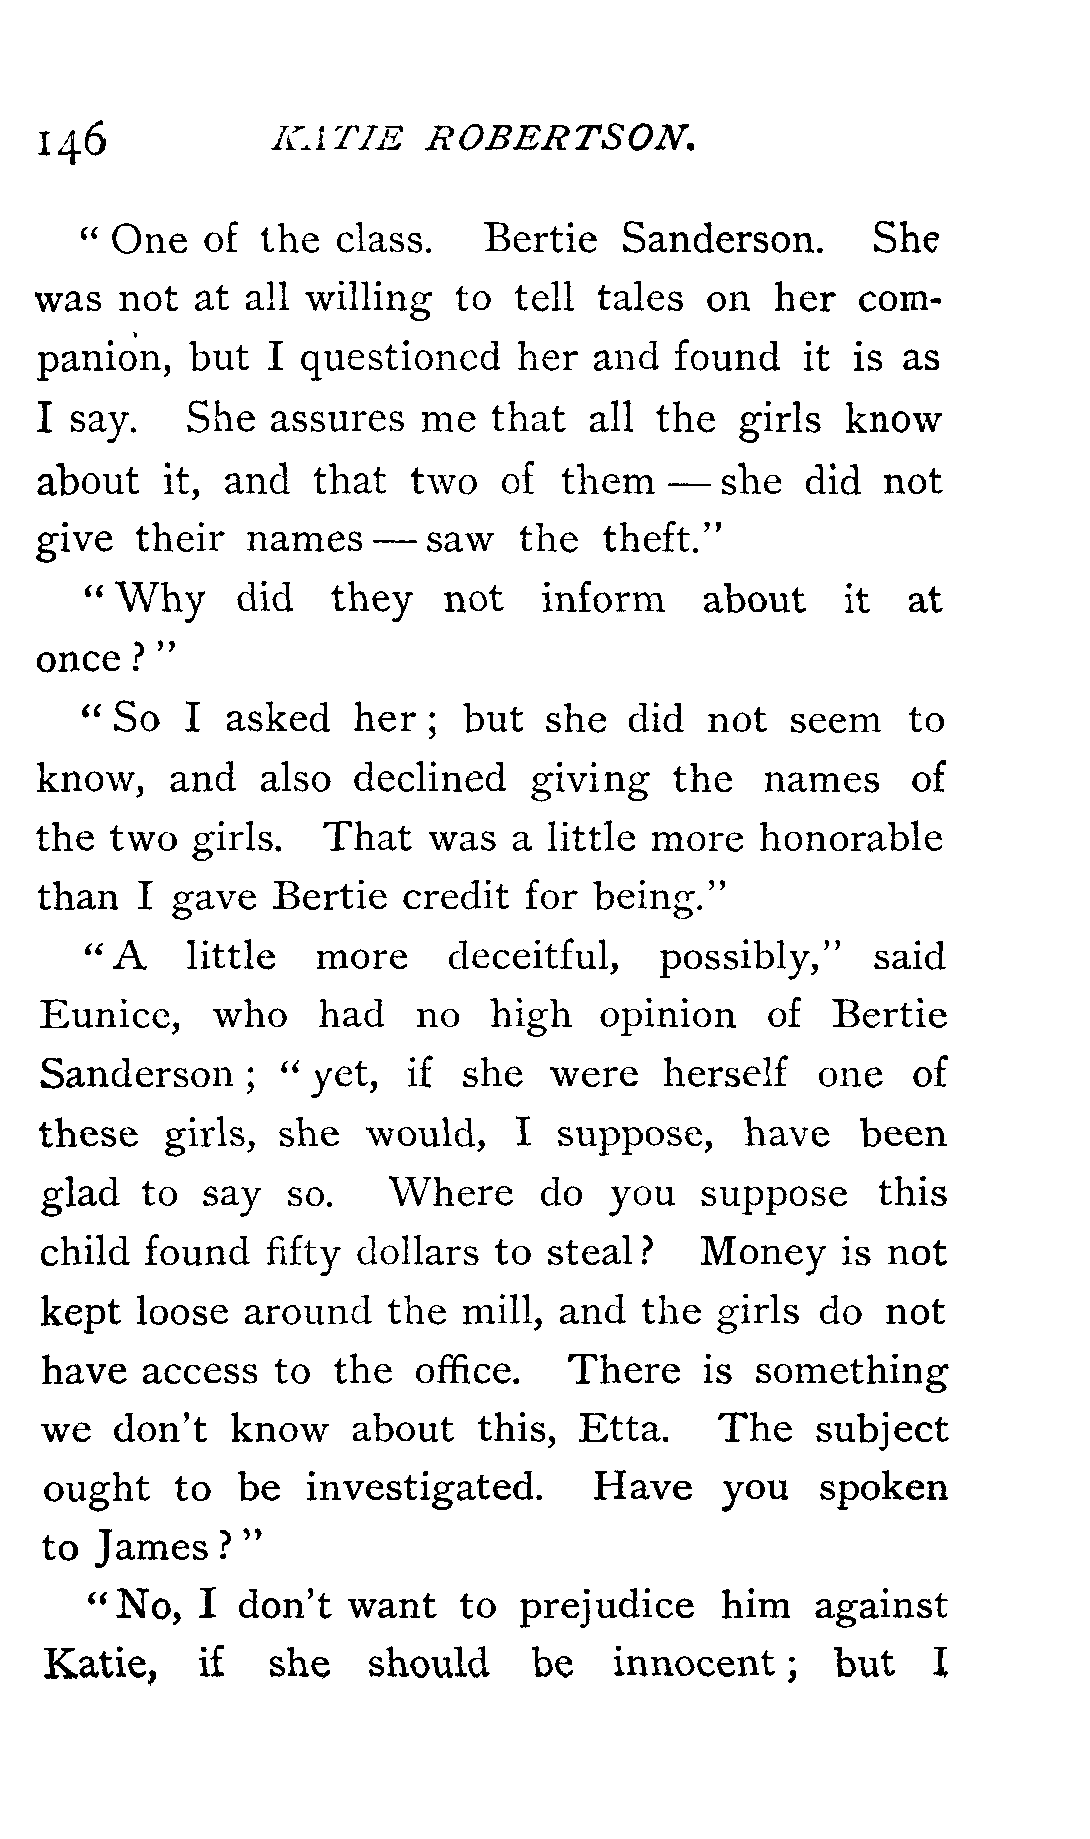 146 KATIE ROBERTSON.
“ One of the class. Bertie Sanderson. She
was not at all willing to tell tales on her com-
panion, but I questioned her and found it is as
I say. She assures me that all the girls know
about it, and that two of them — she did not
give their names — saw the theft.”
“ Why did they not inform about it at
once ? ”
“ So I asked her ; but she did not seem to
know, and also declined giving the names of
the two girls. That was a little more honorable
than I gave Bertie credit for being.”
“ A little more deceitful, possibly,” said
Eunice, who had no high opinion of Bertie
Sanderson ; “ yet, if she were herself one of
these girls, she would, I suppose, have been
glad to say so. Where do you suppose this
child found fifty dollars to steal ? Money is not
kept loose around the mill, and the girls do not
have access to the office. There is something
we don’t know about this, Etta. The subject
ought to be investigated. Have you spoken
to James ? ”
“ No, I don’t want to prejudice him against
Katie, if she should be innocent ; but I